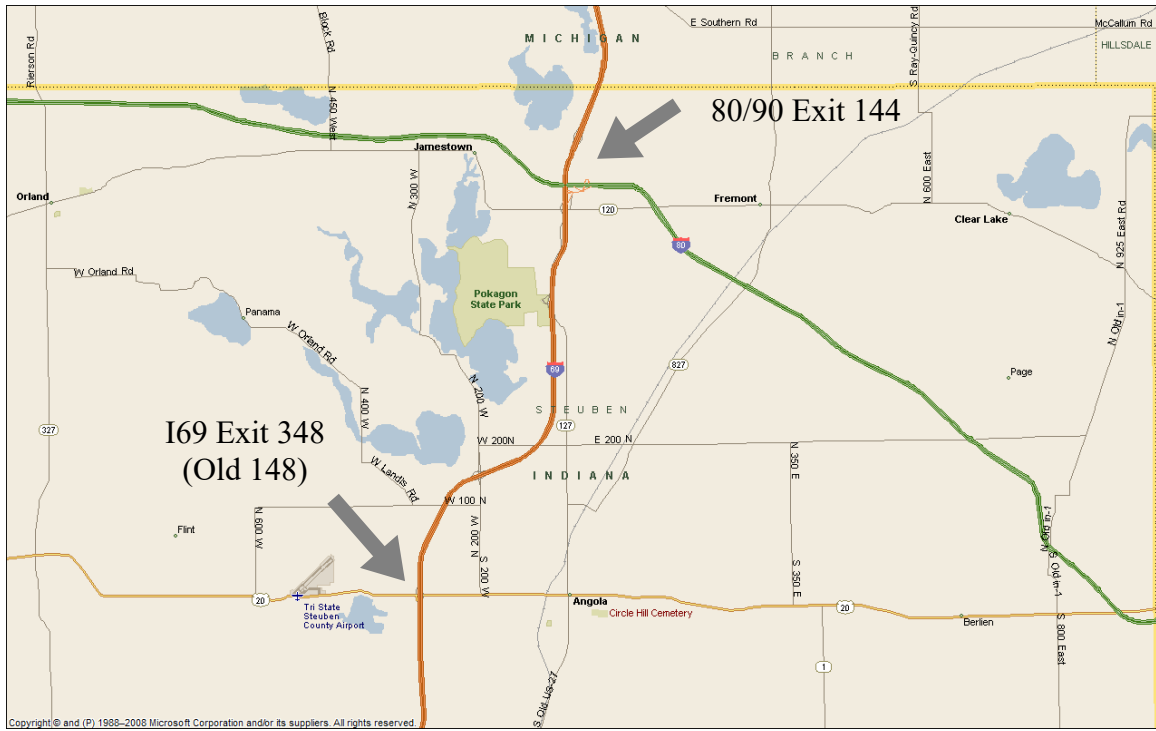 Rierson Rd
Block Rd
MICHIGAN
E Southern Rd
BRANCH
S Ray-Quincy Rd
McCallum Rd
HILLSDALE
N 450 West
80/90 Exit 144
Jamestown
Orland
N 300 W
120
Fremont
N 600 East
Clear Lake
N 925 East Rd
80
W Orland Rd
Pokagon
State Park
Panama
W Orland Rd
N Old in-1
69
827
Page
N 400 W
N 200 W
STEUBEN
327
I69 Exit 348
(Old 148)
127
W 200N
E 200 N
N 350 E
W Landis Rd
INDIANA
W 100 N
Flint
N 600 W
N 200 W
N Old in-1
S 200 W
S 350 E
S Old in-1
20
Tri State
Steuben
County Airport
Angola
Circle Hill Cemetery
20
Berlien
S 800 East
1
S Old US-27
Copyright © and (P) 1988–2008 Microsoft Corporation and/or its suppliers. All rights reserved.